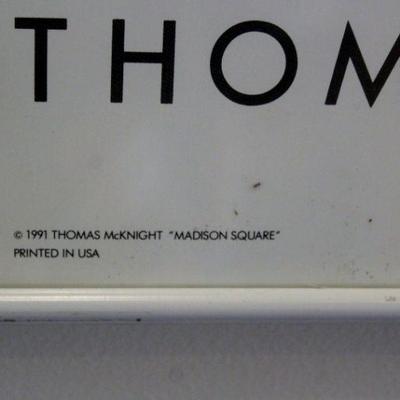 THOM
© 1991 THOMAS McKNIGHT "MADISON SQUARE"
PRINTED IN USA